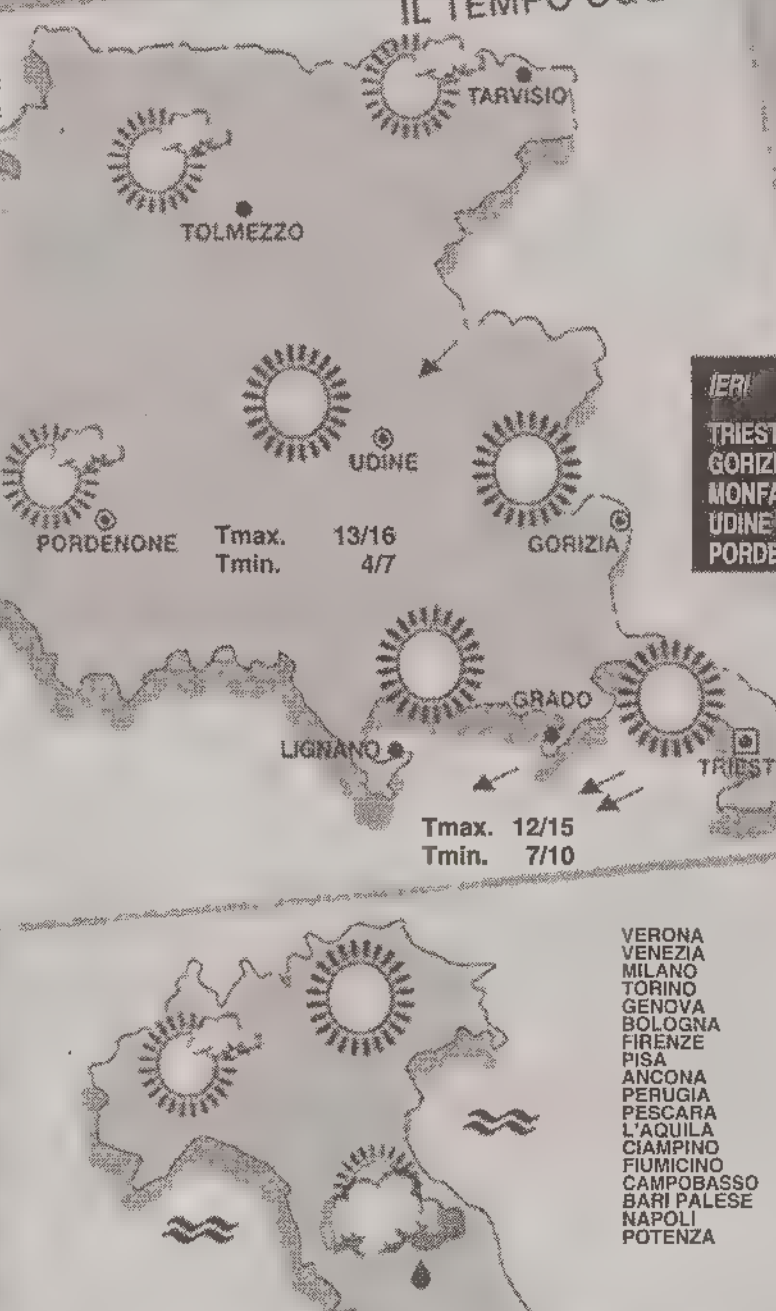 IL TEMPO
TARVISIO
TOLMEZZO
IERI
TRIEST
GORIZI
MONFA
UDINE
PORDE
UDINE
PORDENONE
GORIZIA
Tmax. 13/16
Tmin. 4/7
GRADO
LIGNANO
TRIEST
Tmax. 12/15
Tmin. 7/10
VERONA
VENEZIA
MILANO
TORINO
GENOVA
BOLOGNA
FIRENZE
PISA
ANCONA
PERUGIA
PESCARA
L'AQUILA
CIAMPINO
FIUMICINO
CAMPOBASSO
BARI PALESE
NAPOLI
POTENZA